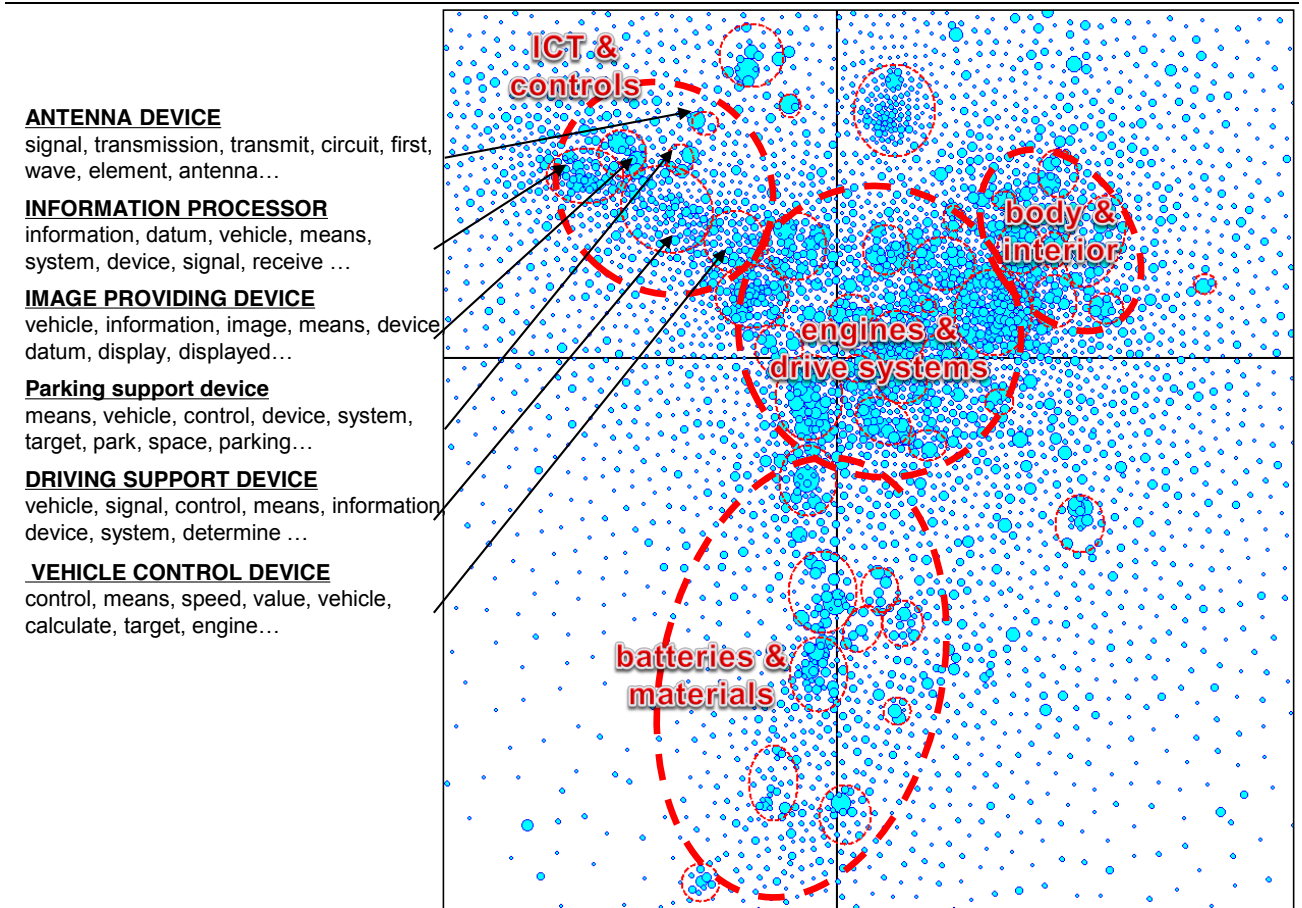 ANTENNA DEVICE
signal, transmission, transmit, circuit, first,
wave, element, antenna…
INFORMATION PROCESSOR
information, datum, vehicle, means,
system, device, signal, receive …
IMAGE PROVIDING DEVICE
vehicle, information, image, means, device
datum, display, displayed…
Parking support device
means, vehicle, control, device, system,
target, park, space, parking…
DRIVING SUPPORT DEVICE
vehicle, signal, control, means, information
device, system, determine …
VEHICLE CONTROL DEVICE
control, means, speed, value, vehicle,
calculate, target, engine…
ICT &
controls
body &
interior
engines &
drive systems
batteries &
materials